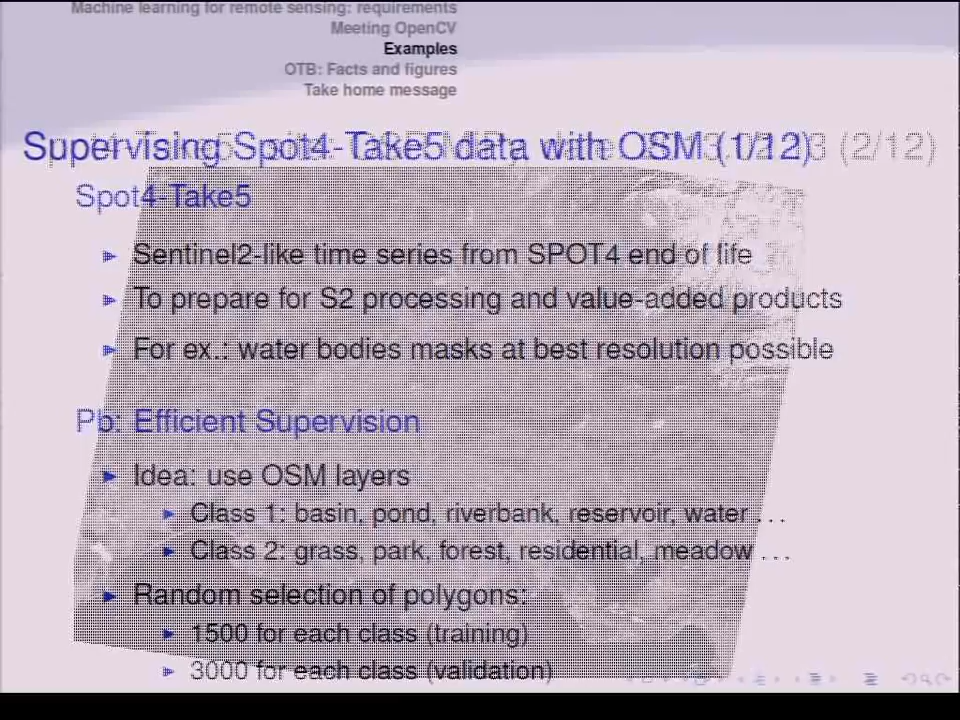 Machine learning for remote sensing: requirements
Meeting OpenCV
Examples
OTB: Facts and figures
Take home message
Supervising Spot4-Take5 data with OSM (1/12) (2/12)
Spot4-Take5
Sentinel2-like time series from SPOT4 end of life
To prepare for S2 processing and value-added products
For ex.: water bodies masks at best resolution possible
Pb: Efficient Supervision
Idea: use OSM layers
Class 1: basin, pond, riverbank, reservoir, water ...
Class 2: grass, park, forest, residential, meadow ...
Random selection of polygons:
1500 for each class (training)
3000 for each class (validation)